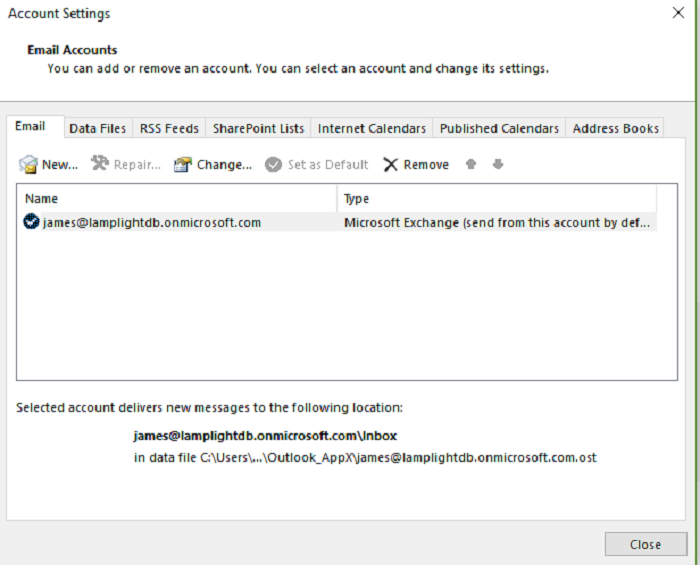 Account Settings
Email Accounts
You can add or remove an account. You can select an account and change its settings.
Email Data Files RSS Feeds SharePoint Lists Internet Calendars Published Calendars Address Books
New... Repair... Change... Set as Default Remove
Name Type
james@lamplightdb.onmicrosoft.com Microsoft Exchange (send from this account by def...
Selected account delivers new messages to the following location:
james@lamplightdb.onmicrosoft.com\Inbox
in data file C:\Users\...\Outlook_AppX\james@lamplightdb.onmicrosoft.com.ost
Close